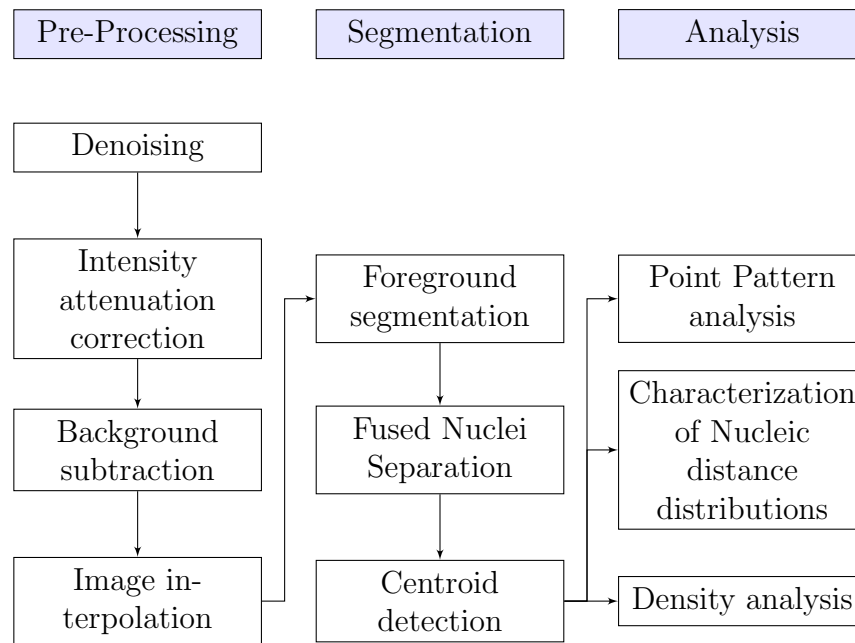 Pre-Processing
Segmentation
Analysis
Denoising
Intensity
attenuation
correction
Background
subtraction
Image in-
terpolation
Foreground
segmentation
Fused Nuclei
Separation
Centroid
detection
Point Pattern
analysis
Characterization
of Nucleic
distance
distributions
Density analysis